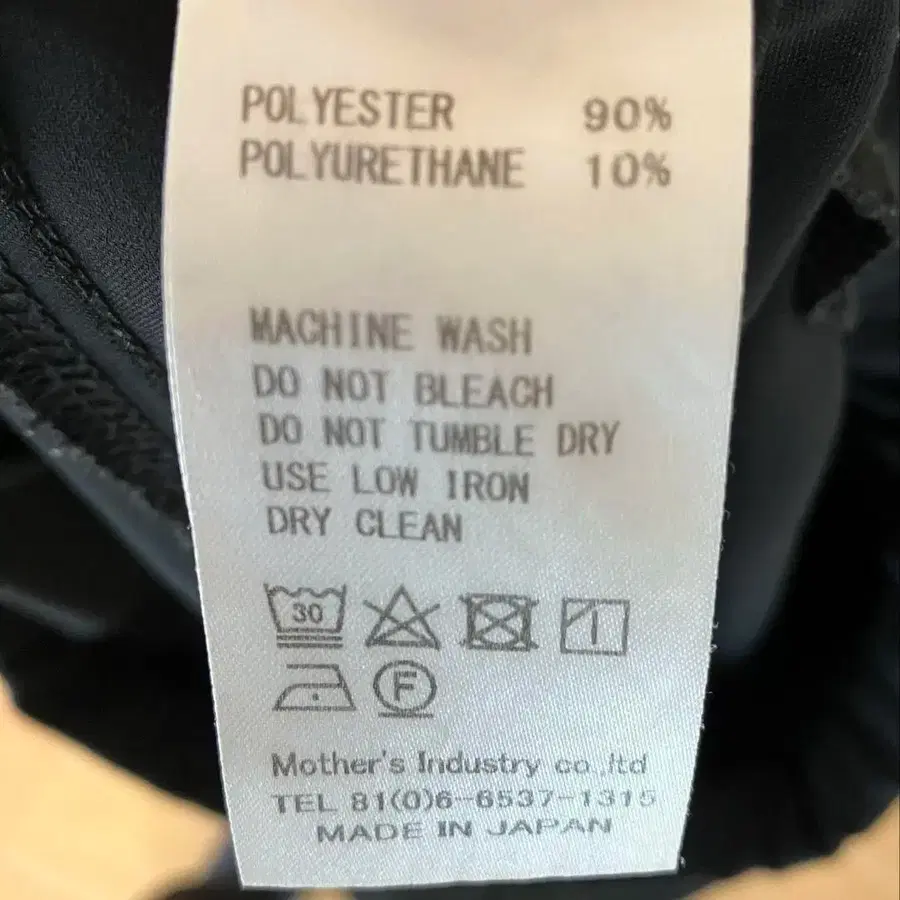 POLYESTER 90%
POLYURETHANE 10%
MACHINE WASH
DO NOT BLEACH
DO NOT TUMBLE DRY
USE LOW IRON
DRY CLEAN
30
F
Mother's Industry co.,ltd
TEL 81(0)6-6537-1315
MADE IN JAPAN